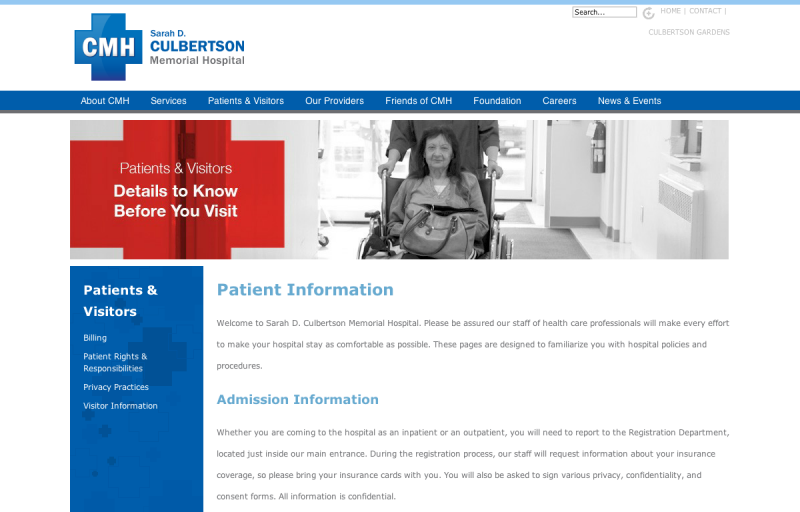 Search...
HOME | CONTACT |
CULBERTSON GARDENS
CMH
Sarah D.
CULBERTSON
Memorial Hospital
About CMH Services Patients & Visitors Our Providers Friends of CMH Foundation Careers News & Events
Patients & Visitors
Details to Know
Before You Visit
Patients &
Visitors
Billing
Patient Rights &
Responsibilities
Privacy Practices
Visitor Information
Patient Information
Welcome to Sarah D. Culbertson Memorial Hospital. Please be assured our staff of health care professionals will make every effort
to make your hospital stay as comfortable as possible. These pages are designed to familiarize you with hospital policies and
procedures.
Admission Information
Whether you are coming to the hospital as an inpatient or an outpatient, you will need to report to the Registration Department,
located just inside our main entrance. During the registration process, our staff will request information about your insurance
coverage, so please bring your insurance cards with you. You will also be asked to sign various privacy, confidentiality, and
consent forms. All information is confidential.